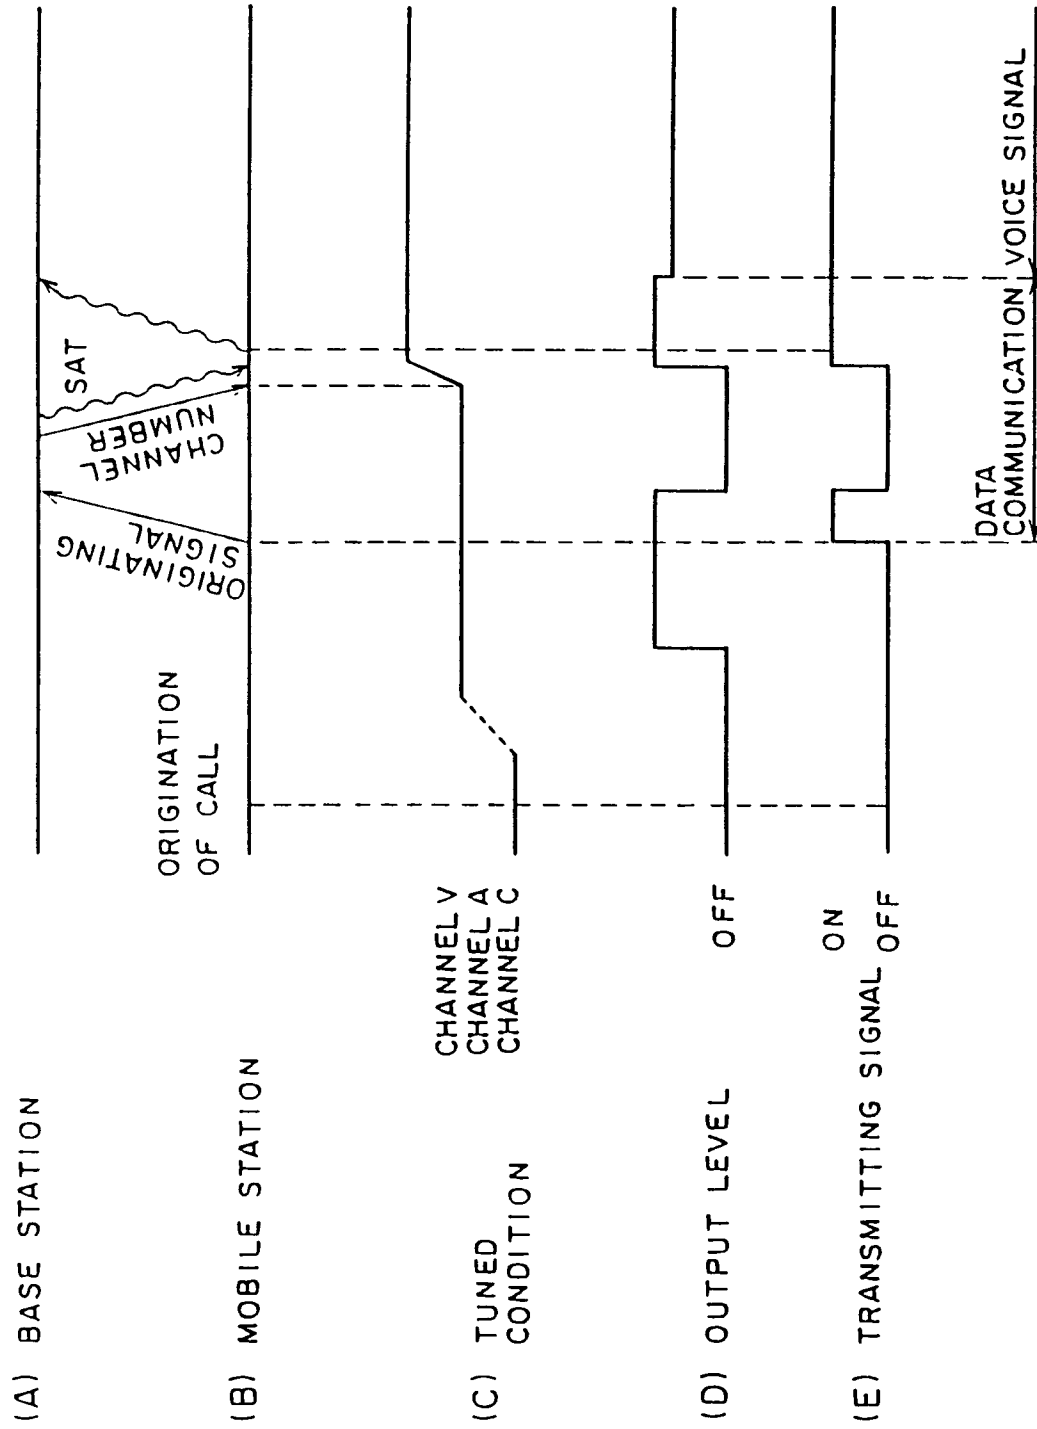 (A) BASE STATION
SAT
CHANNEL
NUMBER
ORIGINATING
SIGNAL
(B) MOBILE STATION
ORIGINATION
OF CALL
(C) TUNED
CONDITION
CHANNEL V
CHANNEL A
CHANNEL C
(D) OUTPUT LEVEL
OFF
(E) TRANSMITTING SIGNAL
ON
OFF
DATA
COMMUNICATION
VOICE SIGNAL